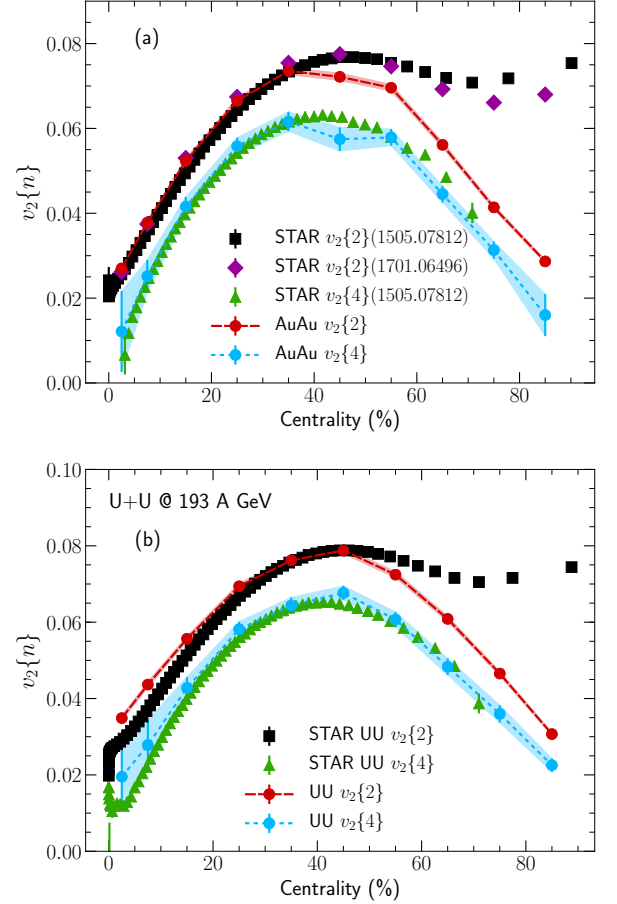 (a)
0.08
0.06
0.04
0.02
0.00
v₂{n}
STAR v₂{2}(1505.07812)
STAR v₂{2}(1701.06496)
STAR v₂{4}(1505.07812)
AuAu v₂{2}
AuAu v₂{4}
0 20 40 60 80
Centrality (%)
0.10
0.08
0.06
0.04
0.02
0.00
v₂{n}
U+U @ 193 A GeV
(b)
STAR UU v₂{2}
STAR UU v₂{4}
UU v₂{2}
UU v₂{4}
0 20 40 60 80
Centrality (%)